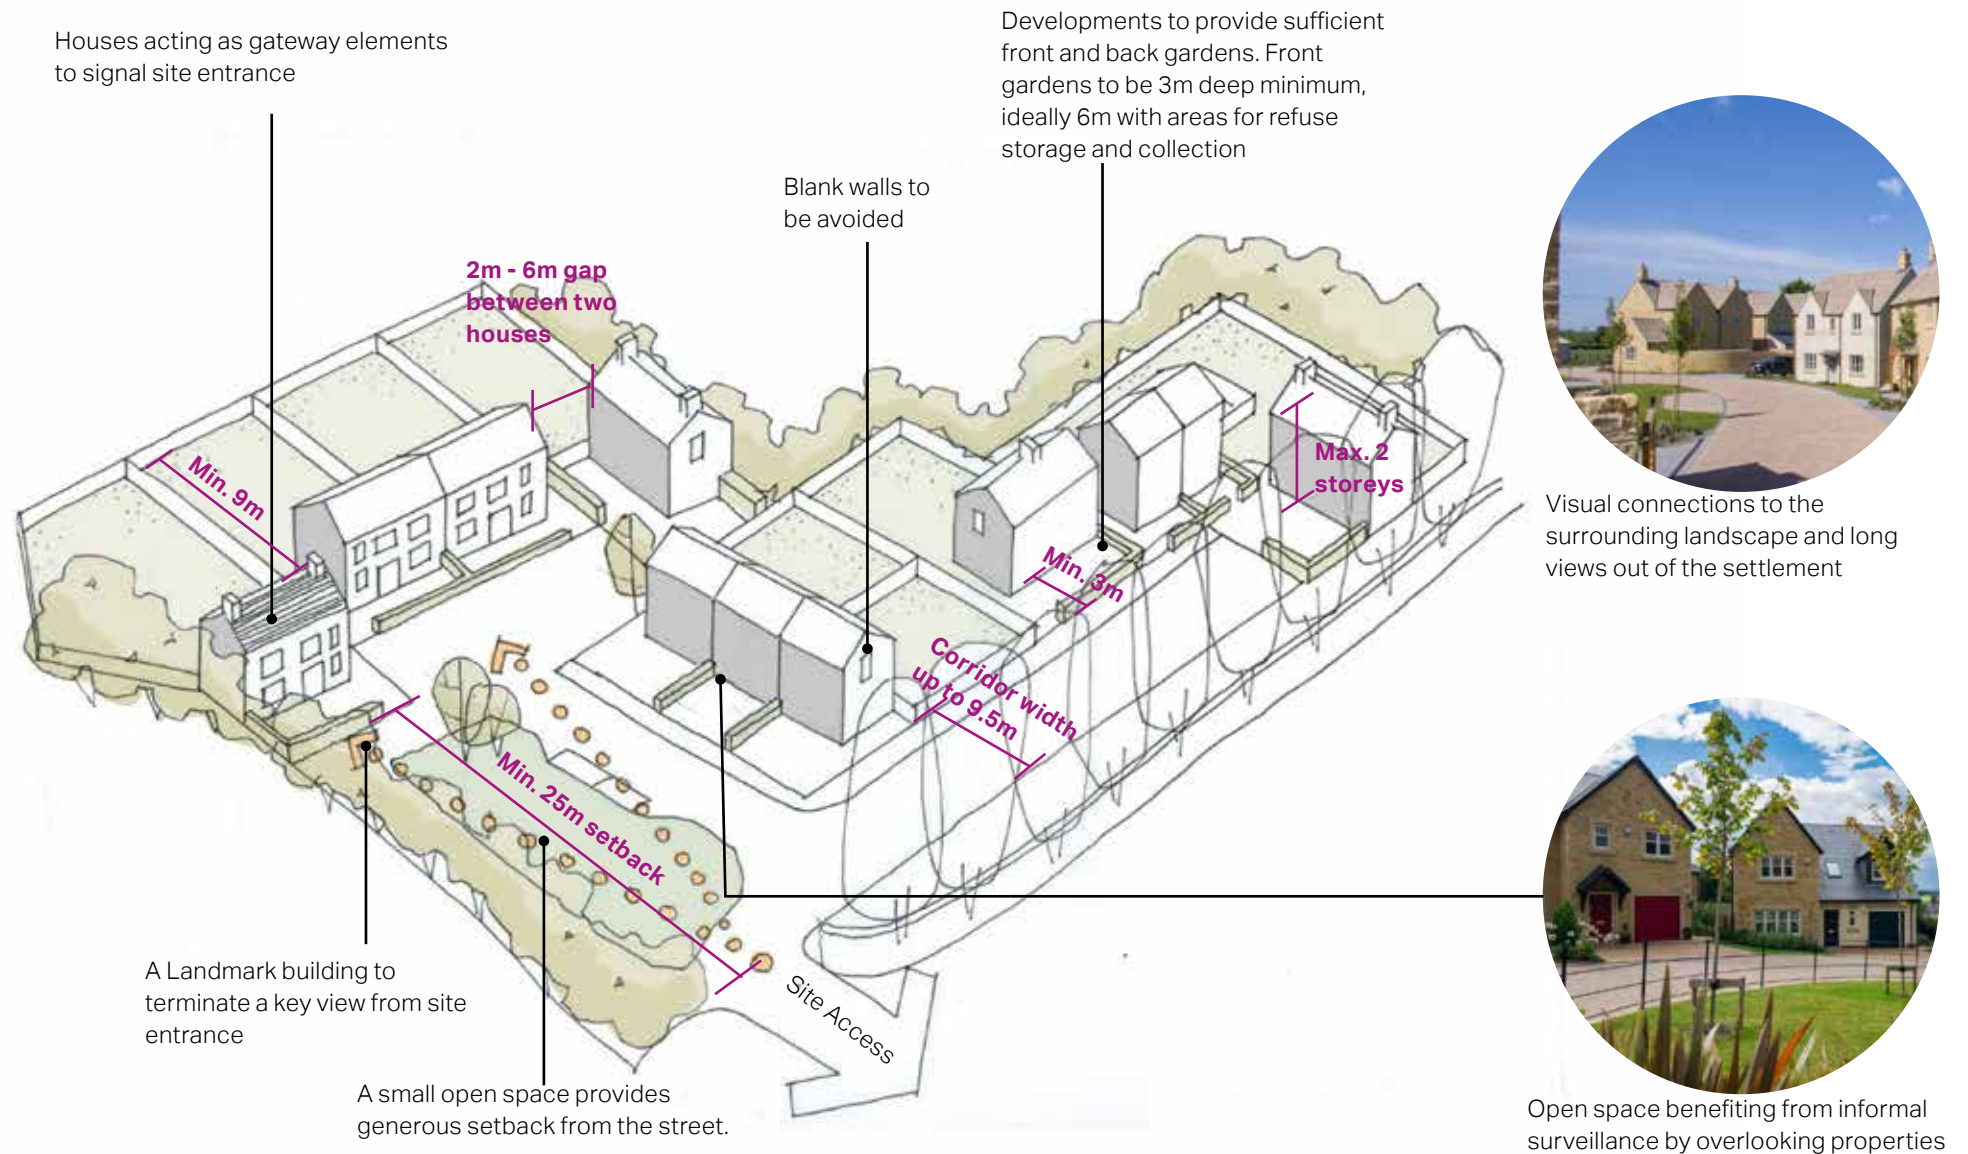 Houses acting as gateway elements
to signal site entrance
Developments to provide sufficient
front and back gardens. Front
gardens to be 3m deep minimum,
ideally 6m with areas for refuse
storage and collection
Blank walls to
be avoided
2m - 6m gap
between two
houses
Min. 9m
Max. 2
storeys
Min. 3m
Corridor width
up to 9.5m
Min. 25m setback
Site Access
Visual connections to the
surrounding landscape and long
views out of the settlement
A Landmark building to
terminate a key view from site
entrance
A small open space provides
generous setback from the street.
Open space benefiting from informal
surveillance by overlooking properties